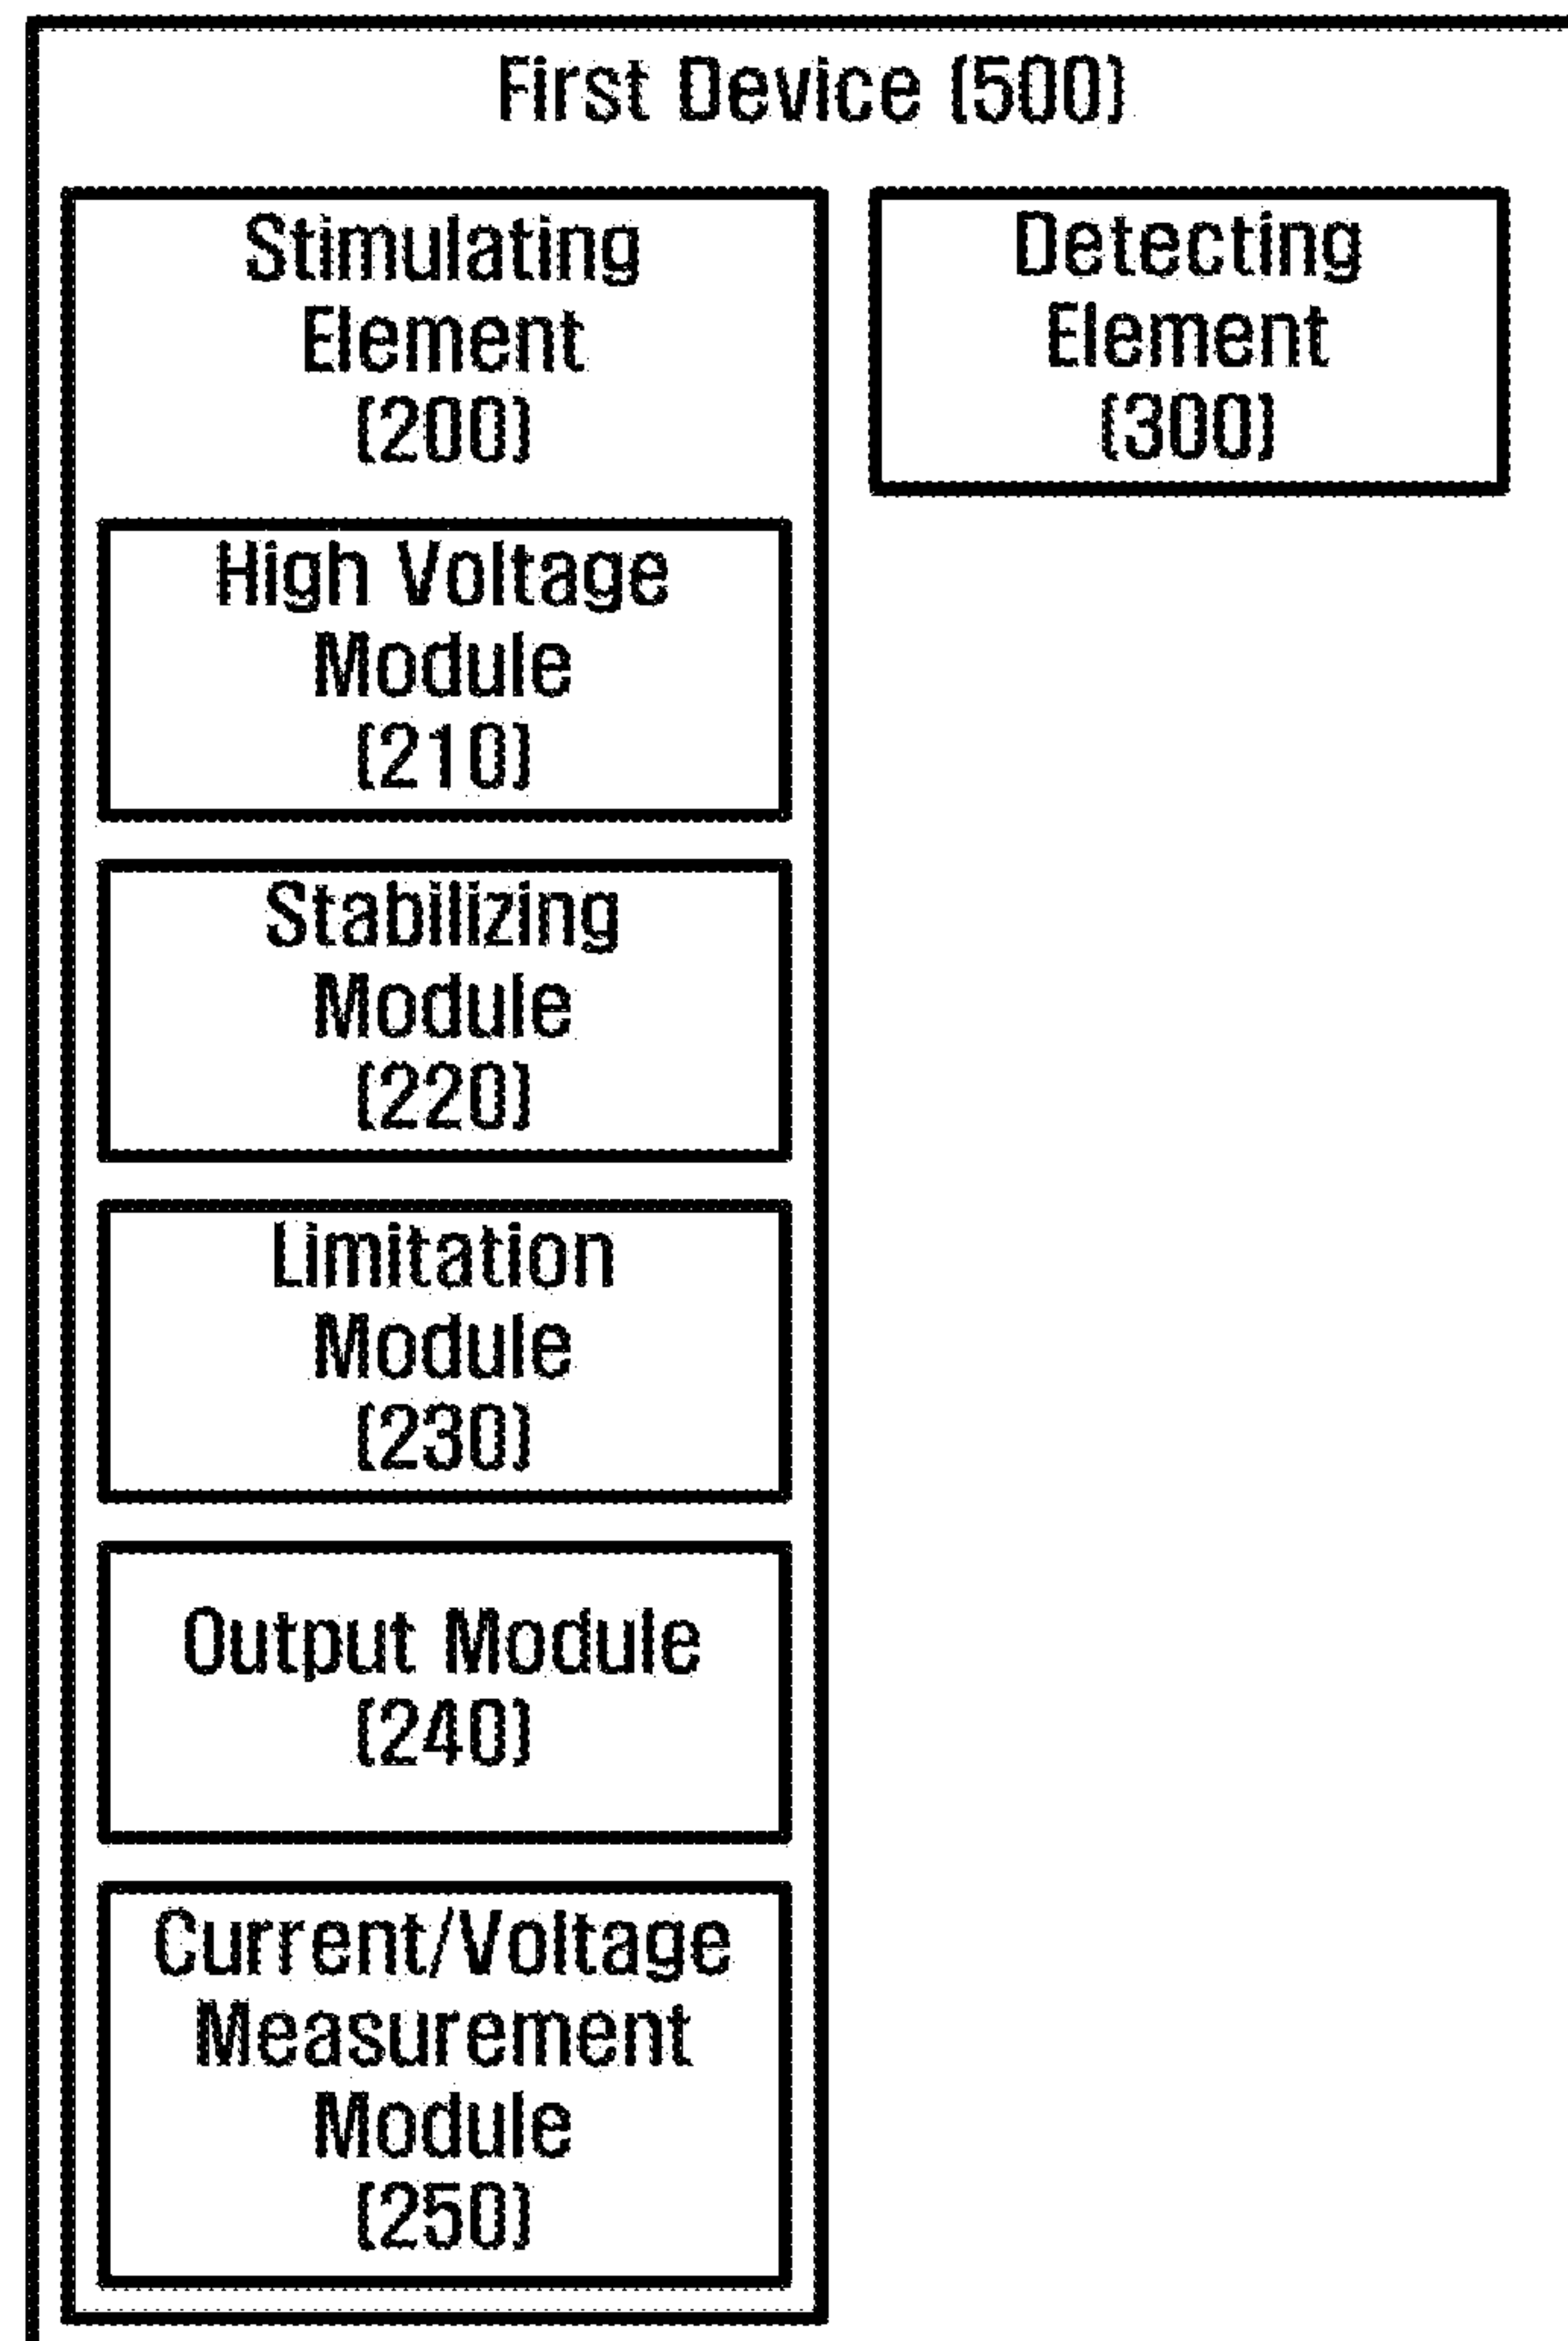 First Device (500)
Stimulating
Element
(200)
High Voltage
Module
(210)
Stabilizing
Module
(220)
Limitation
Module
(230)
Output Module
(240)
Current/Voltage
Measurement
Module
(250)
Detecting
Element
(300)